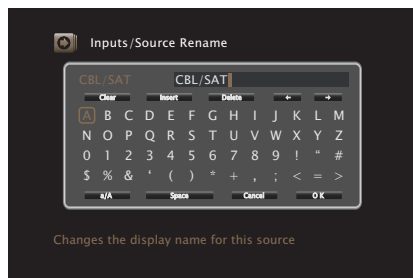 Inputs/Source Rename
CBL/SAT CBL/SAT
Clear Insert Delete ← →
A B C D E F G H I J K L M
N O P Q R S T U V W X Y Z
0 1 2 3 4 5 6 7 8 9 ! “ #
$ % & ‘ ( ) * + , ; < = >
a/A Space Cancel OK
Changes the display name for this source